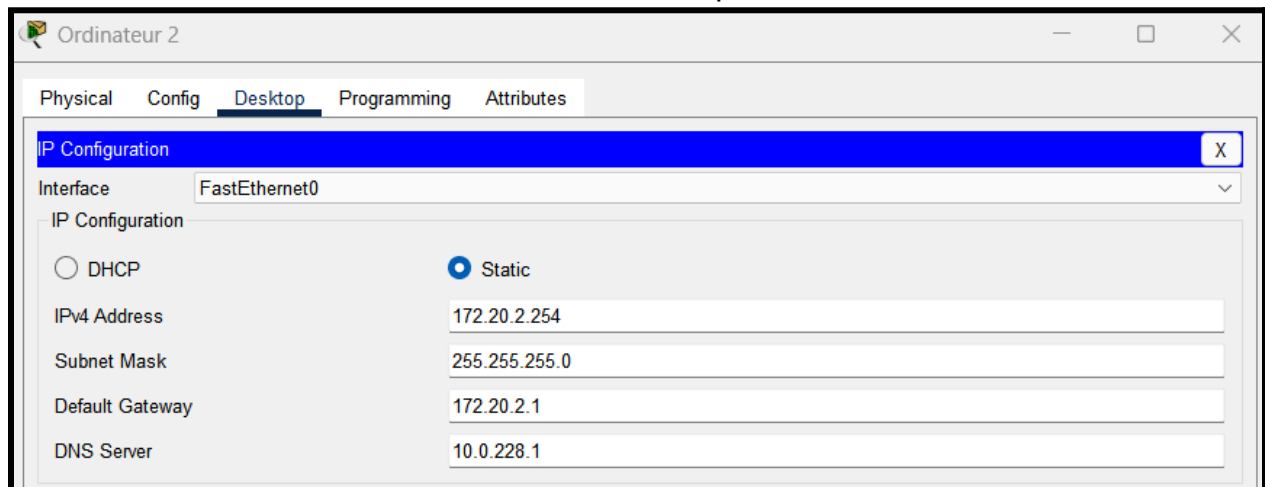 Ordinateur 2
Physical Config Desktop Programming Attributes
IP Configuration X
Interface FastEthernet0
IP Configuration
DHCP Static
IPv4 Address 172.20.2.254
Subnet Mask 255.255.255.0
Default Gateway 172.20.2.1
DNS Server 10.0.228.1